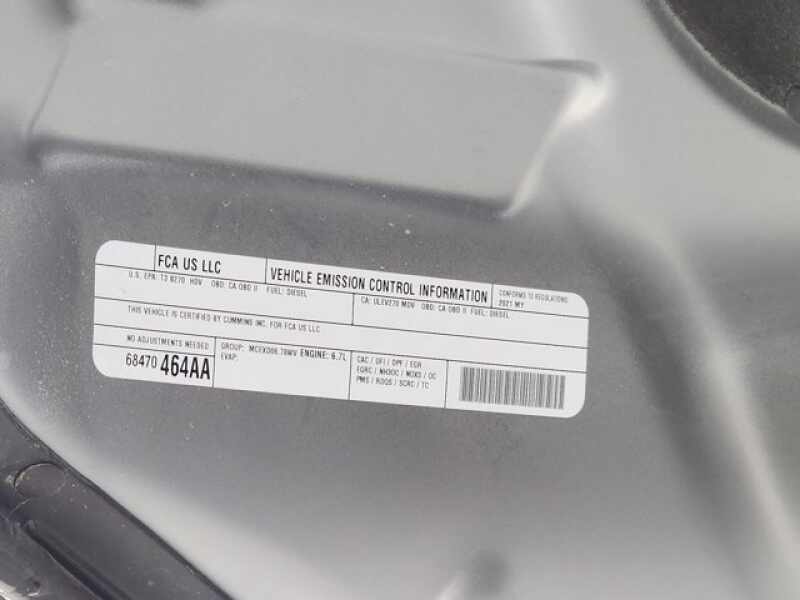 FCA US LLC
VEHICLE EMISSION CONTROL INFORMATION
CONFORMS TO REGULATIONS:
2021 MY
U.S. EPA: T3 B270 HDV OBD: CA OBD II FUEL: DIESEL
CA: ULEV270 MDV OBD: CA OBD II FUEL: DIESEL
THIS VEHICLE IS CERTIFIED BY CUMMINS INC. FOR FCA US LLC
NO ADJUSTMENTS NEEDED
68470 464AA
GROUP: ENGINE: 6.7L
EVAP:
CAC / DFI / DPF / EGR
EGRC / NH3OC / NOXS / OC
PMS / RDQS / SCRC / TC